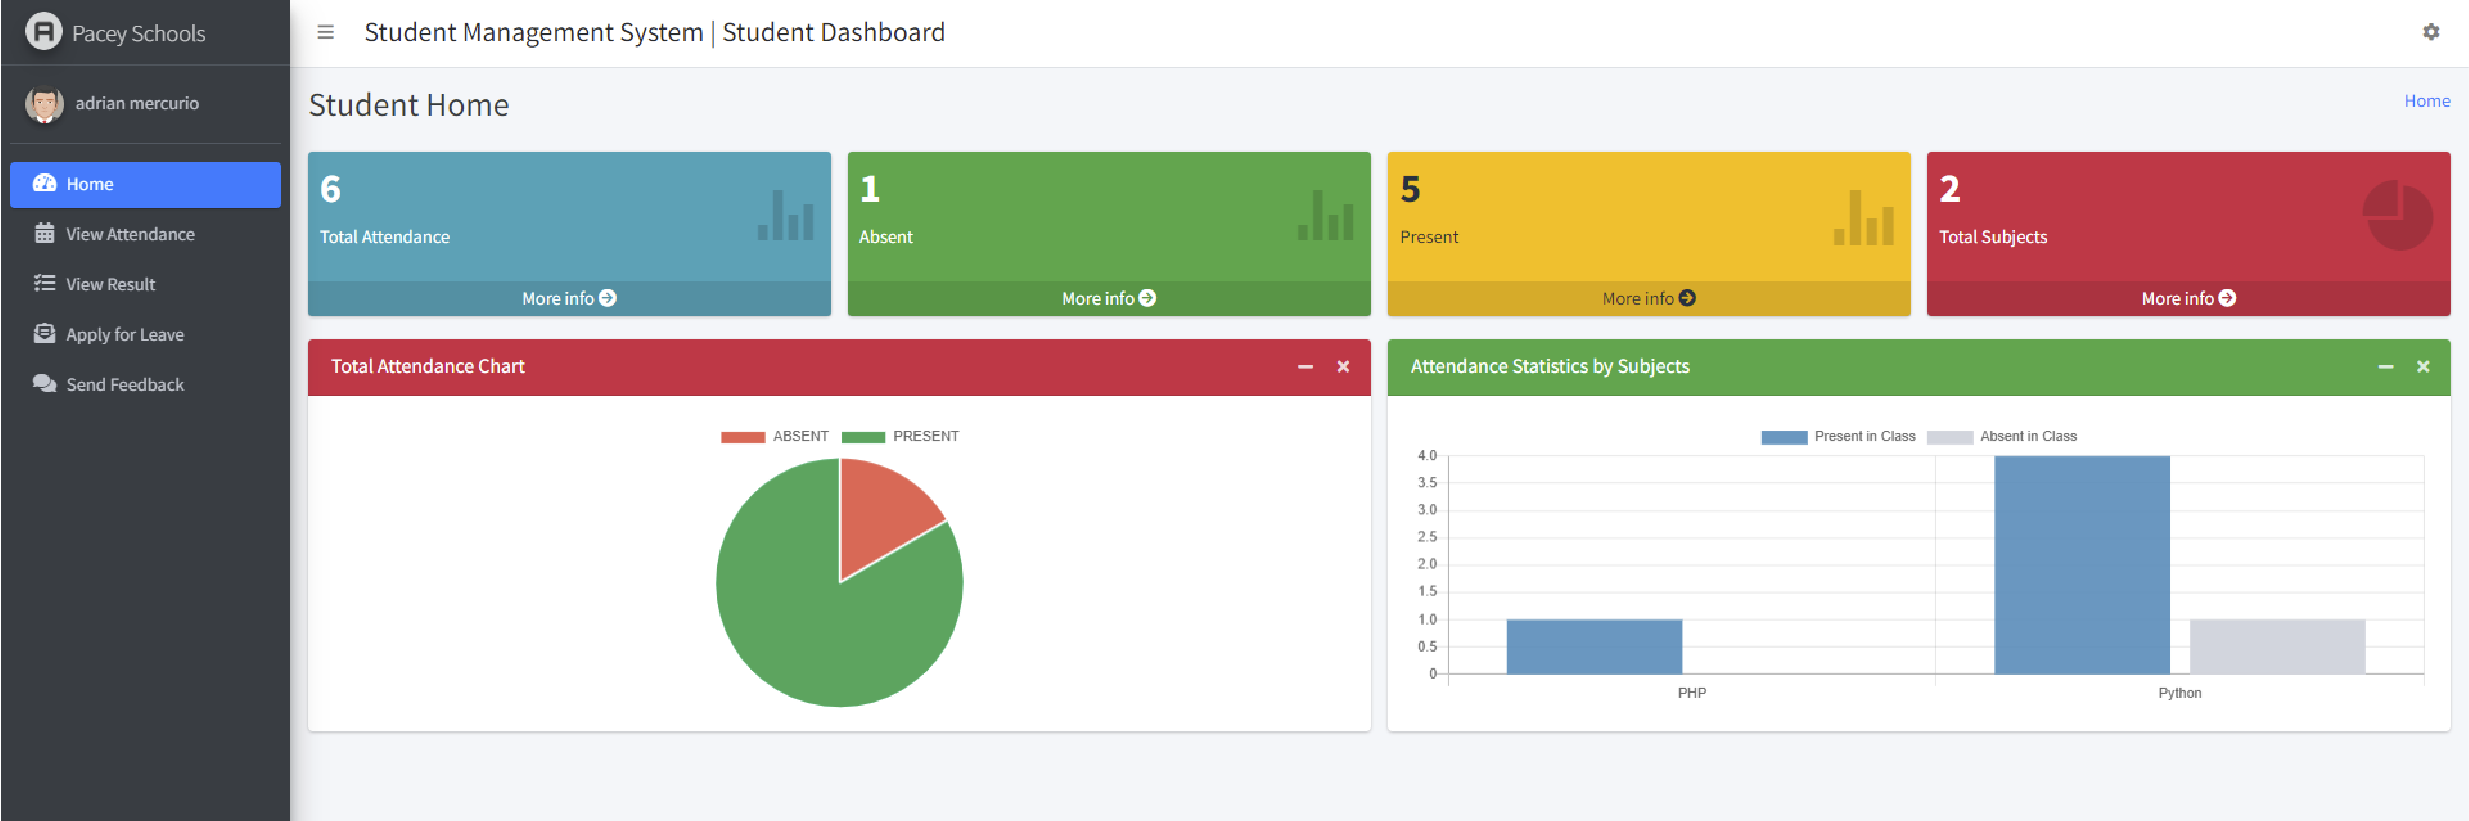 Pacey Schools
Student Management System | Student Dashboard
adrian mercurio
Home
View Attendance
View Result
Apply for Leave
Send Feedback
Student Home
Home
6
Total Attendance
More info
1
Absent
More info
5
Present
More info
2
Total Subjects
More info
Total Attendance Chart
ABSENT PRESENT
Attendance Statistics by Subjects
Present in Class Absent in Class
4.0
3.5
3.0
2.5
2.0
1.5
1.0
0.5
0
PHP Python